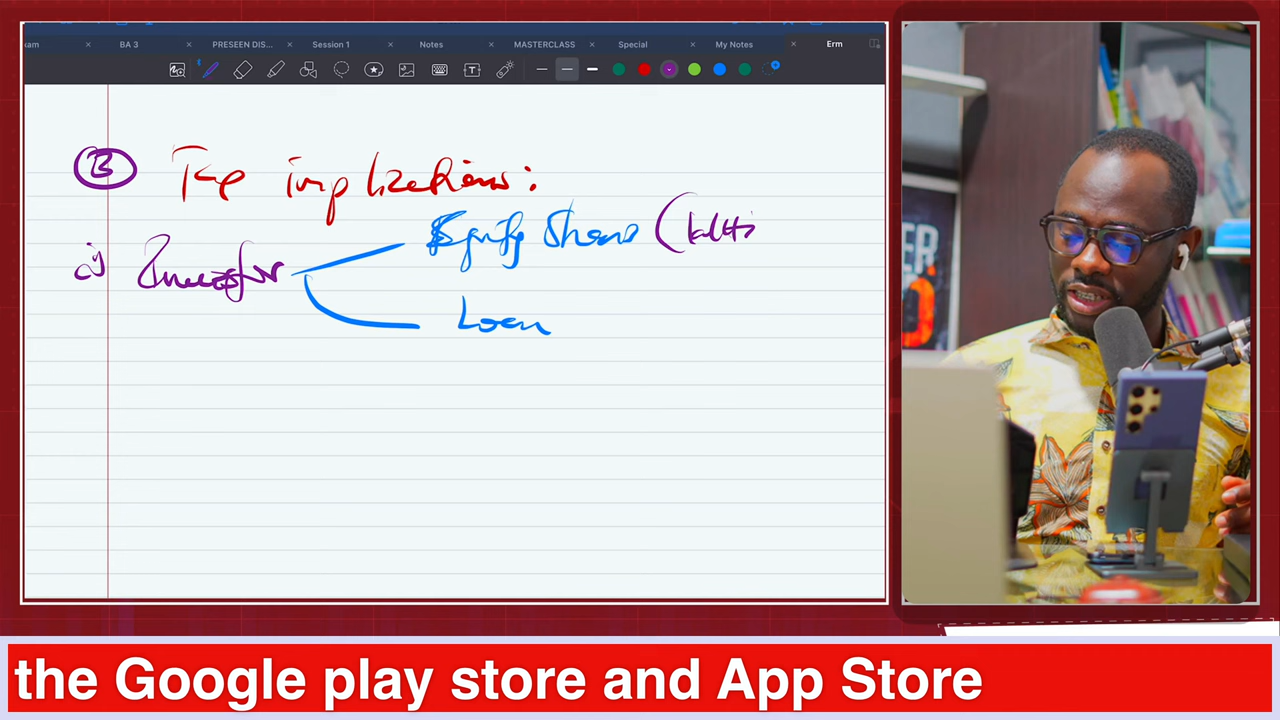 am BA 3 PRESEEN DIS... Session 1 Notes MASTERCLASS Special My Notes Erm
B Tax implications:
i) Investor
Equity Shares (
Loan
the Google play store and App Store